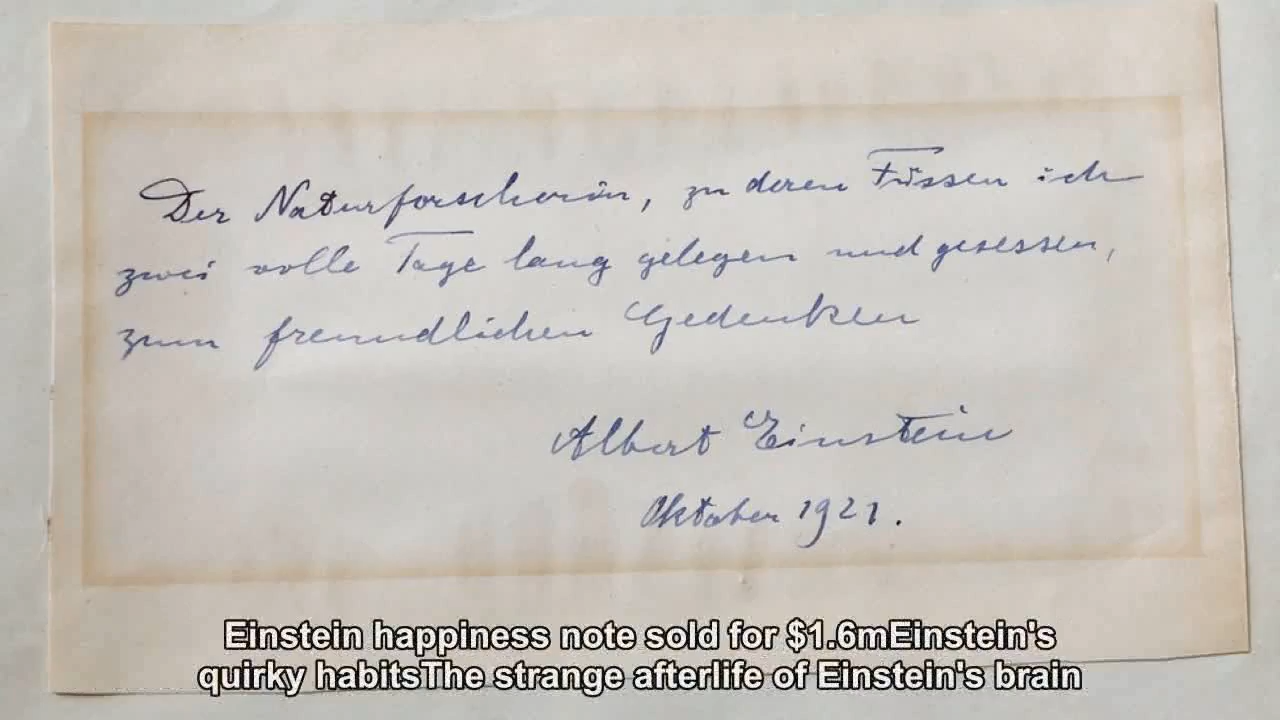 Der Naturforscherin, zu deren Füssen ich
zwei volle Tage lang gelegen und gesessen,
zum freundlichen Gedenken
Albert Einstein
Oktober 1921.
Einstein happiness note sold for $1.6mEinstein's
quirky habitsThe strange afterlife of Einstein's brain